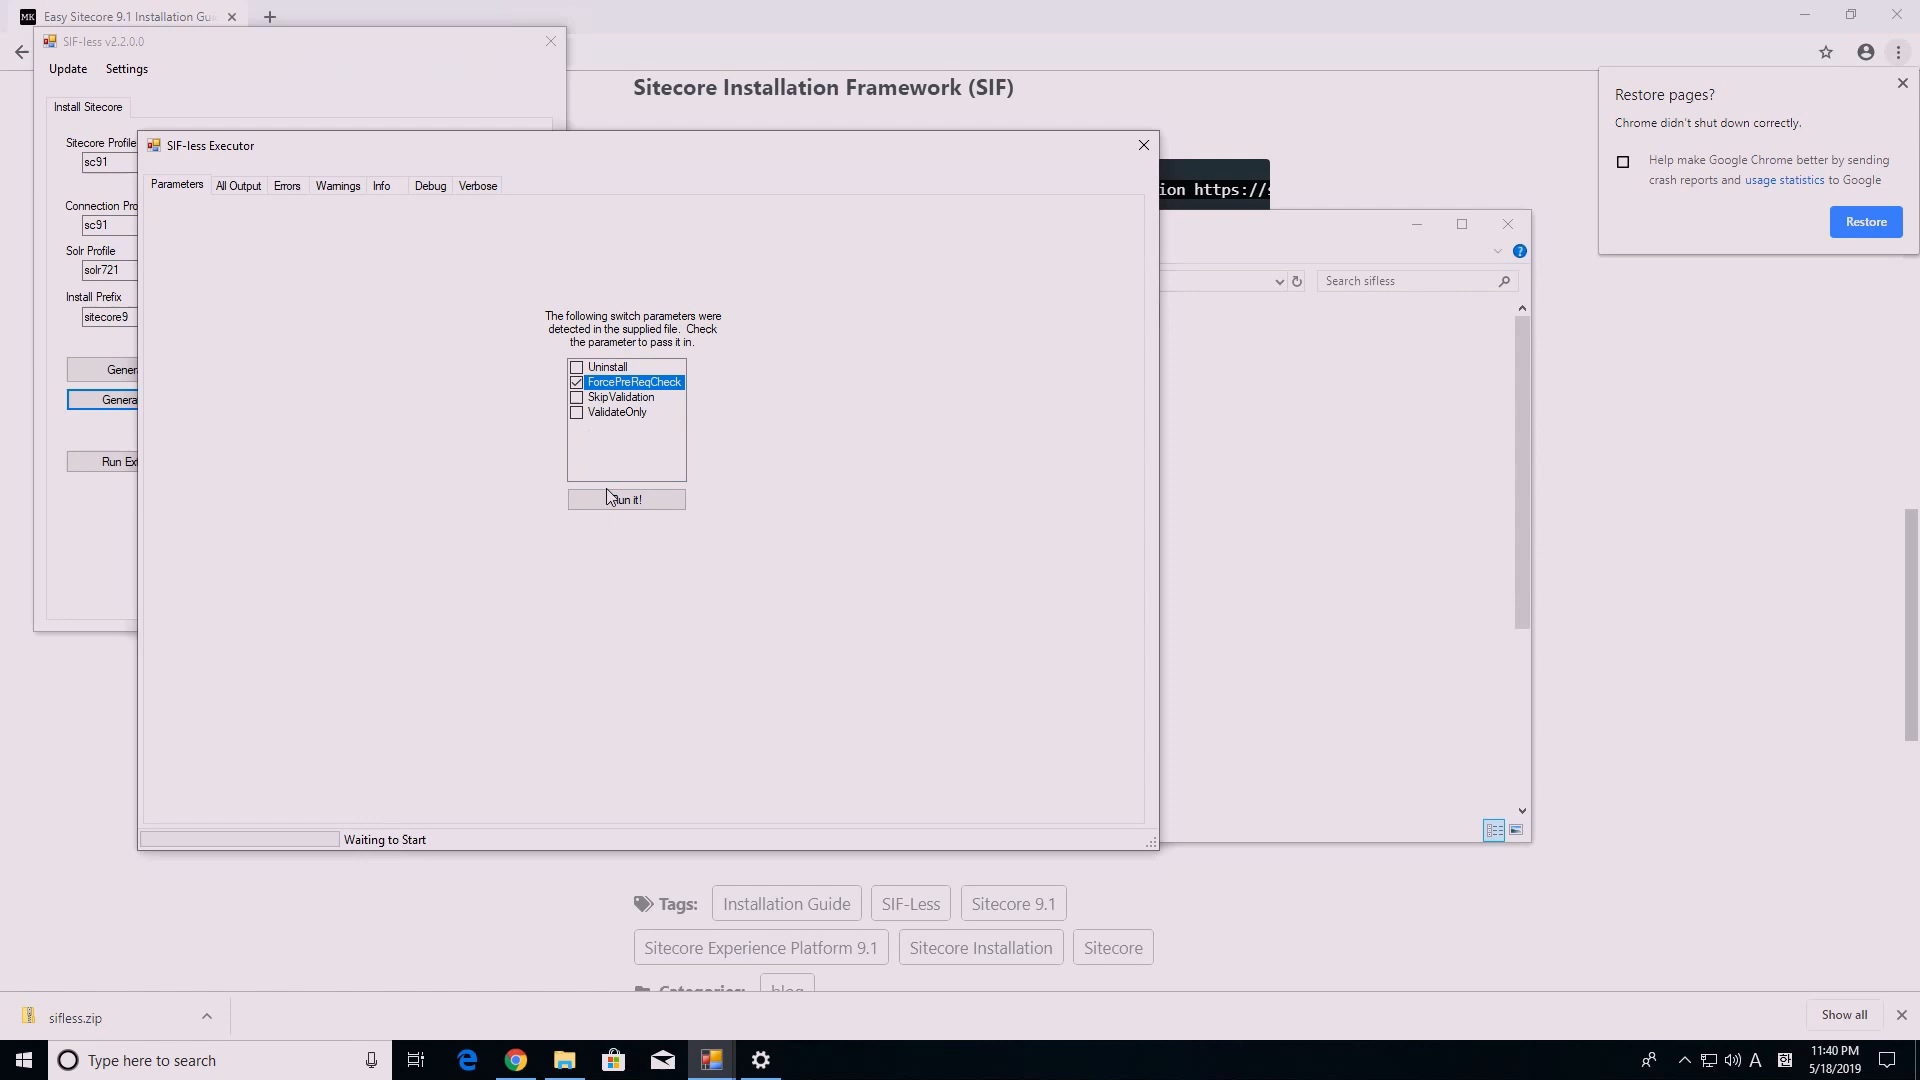 MK Easy Sitecore 9.1 Installation Gui
SIF-less v2.2.0.0
Update Settings
Install Sitecore
Sitecore Profile
sc91
Connection Pro
sc91
Solr Profile
solr721
Install Prefix
sitecore9
Genera
Genera
Run Ext
Sitecore Installation Framework (SIF)
ion https://s
SIF-less Executor
Parameters All Output Errors Warnings Info Debug Verbose
The following switch parameters were
detected in the supplied file. Check
the parameter to pass it in.
Uninstall
ForcePreReqCheck
SkipValidation
ValidateOnly
Run it!
Waiting to Start
Search sifless
Restore pages?
Chrome didn't shut down correctly.
Help make Google Chrome better by sending
crash reports and usage statistics to Google
Restore
Tags: Installation Guide SIF-Less Sitecore 9.1
Sitecore Experience Platform 9.1 Sitecore Installation Sitecore
Categories: blog
sifless.zip
Show all
Type here to search
A
11:40 PM
5/18/2019